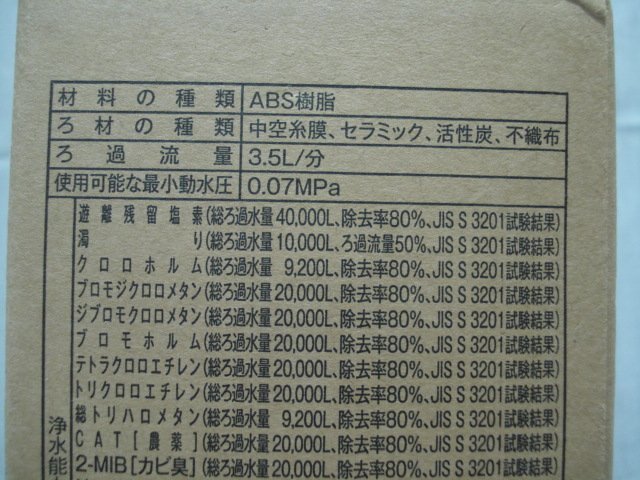 材料の種類 ABS樹脂
ろ材の種類 中空糸膜、セラミック、活性炭、不織布
ろ過流量 3.5L/分
使用可能な最小動水圧 0.07MPa
遊離残留塩素(総ろ過水量 40,000L、除去率80%、JIS S 3201試験結果)
濁り(総ろ過水量 10,000L、ろ過流量50%、JIS S 3201試験結果)
クロロホルム(総ろ過水量 9,200L、除去率80%、JIS S 3201試験結果)
ブロモジクロロメタン(総ろ過水量 20,000L、除去率80%、JIS S 3201試験結果)
ジブロモクロロメタン(総ろ過水量 20,000L、除去率80%、JIS S 3201試験結果)
ブロモホルム(総ろ過水量 20,000L、除去率80%、JIS S 3201試験結果)
テトラクロロエチレン(総ろ過水量 20,000L、除去率80%、JIS S 3201試験結果)
トリクロロエチレン(総ろ過水量 20,000L、除去率80%、JIS S 3201試験結果)
総トリハロメタン(総ろ過水量 9,200L、除去率80%、JIS S 3201試験結果)
CAT[農薬](総ろ過水量 20,000L、除去率80%、JIS S 3201試験結果)
2-MIB[カビ臭](総ろ過水量 20,000L、除去率80%、JIS S 3201試験結果)
浄水能